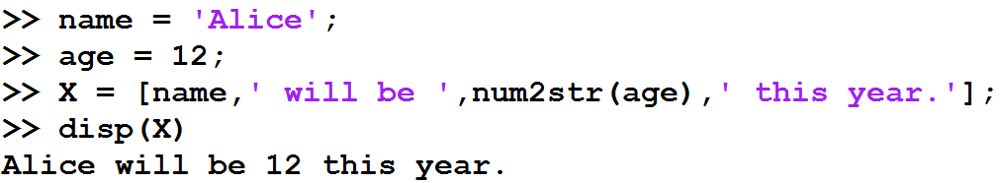 >> name = 'Alice';
>> age = 12;
>> X = [name,' will be ',num2str(age),' this year.'];
>> disp(X)
Alice will be 12 this year.